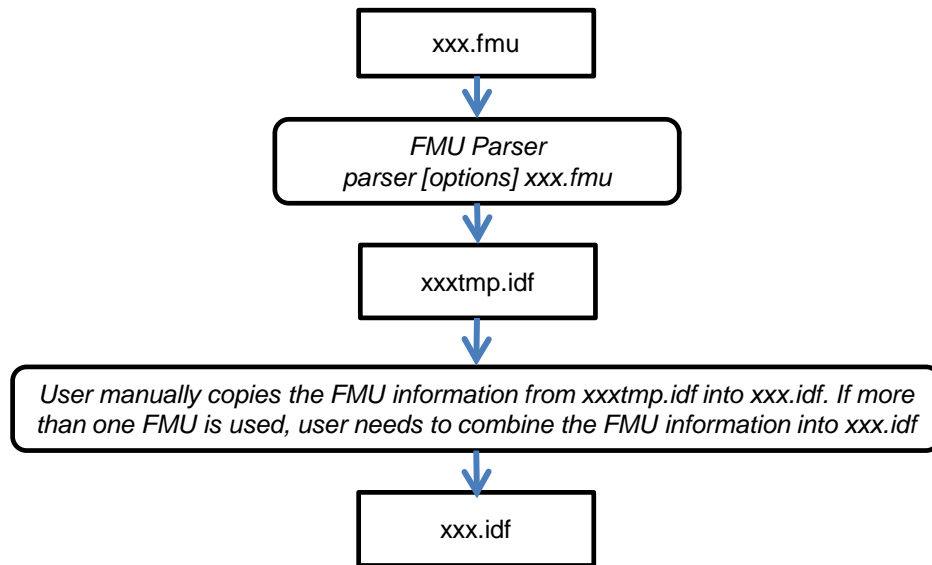 xxx.fmu
FMU Parser
parser [options] xxx.fmu
xxxtmp.idf
User manually copies the FMU information from xxxtmp.idf into xxx.idf. If more
than one FMU is used, user needs to combine the FMU information into xxx.idf
xxx.idf